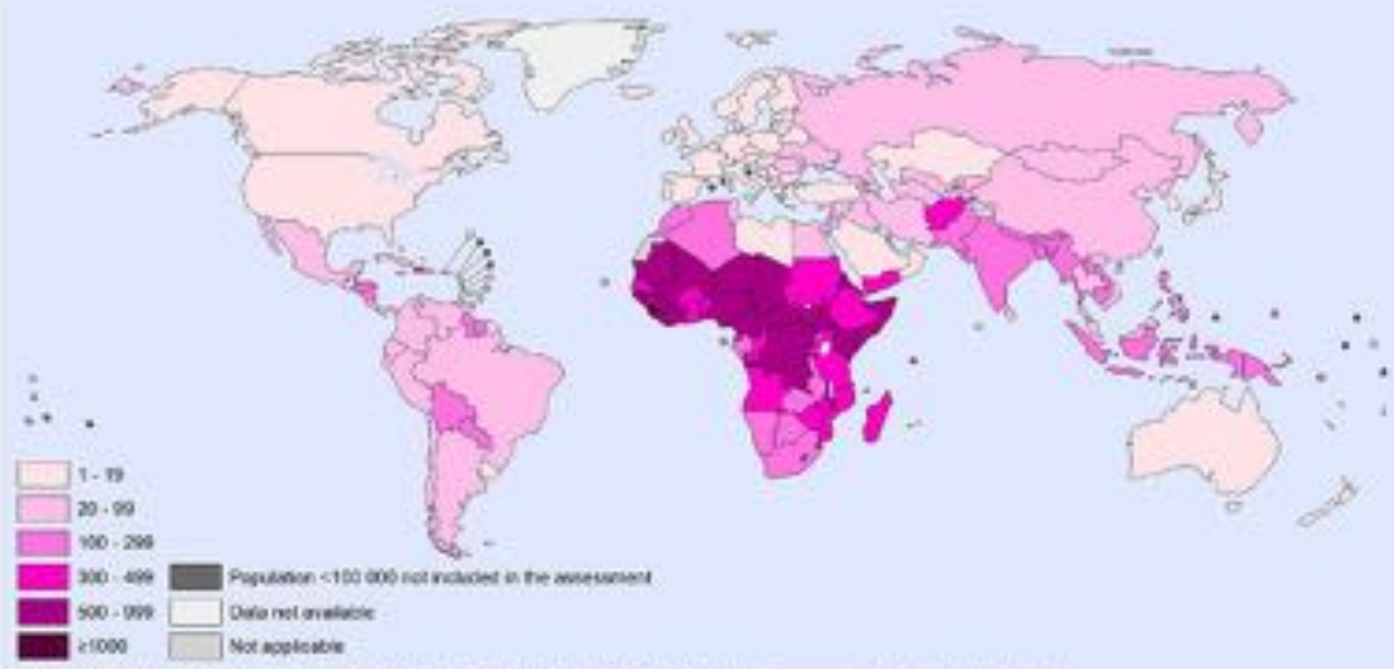 1 - 19
20 - 99
100 - 299
300 - 499
500 - 999
≥1000
Population <100 000 not included in the assessment
Data not available
Not applicable